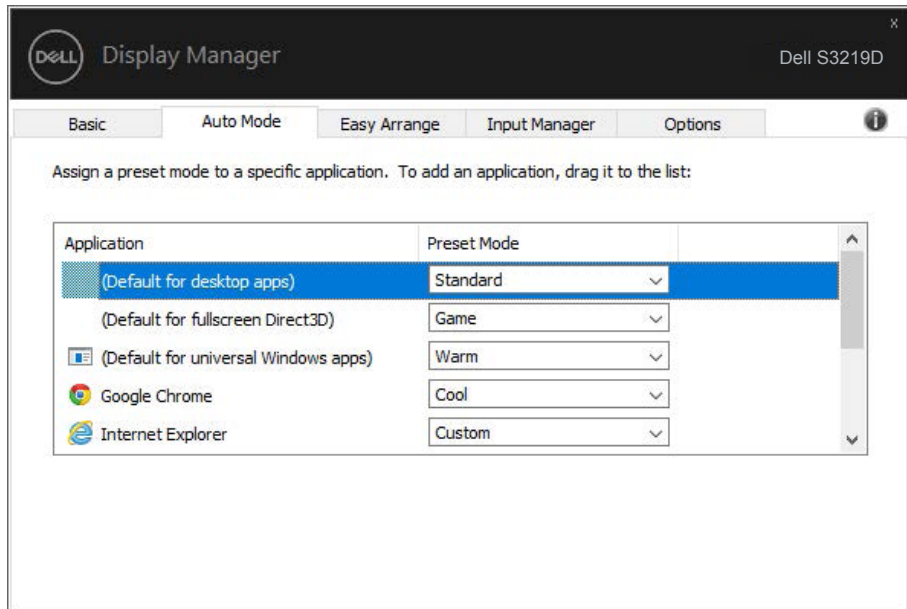 x
DELL Display Manager Dell S3219D
Basic Auto Mode Easy Arrange Input Manager Options
Assign a preset mode to a specific application. To add an application, drag it to the list:
Application Preset Mode
(Default for desktop apps) Standard
(Default for fullscreen Direct3D) Game
(Default for universal Windows apps) Warm
Google Chrome Cool
Internet Explorer Custom